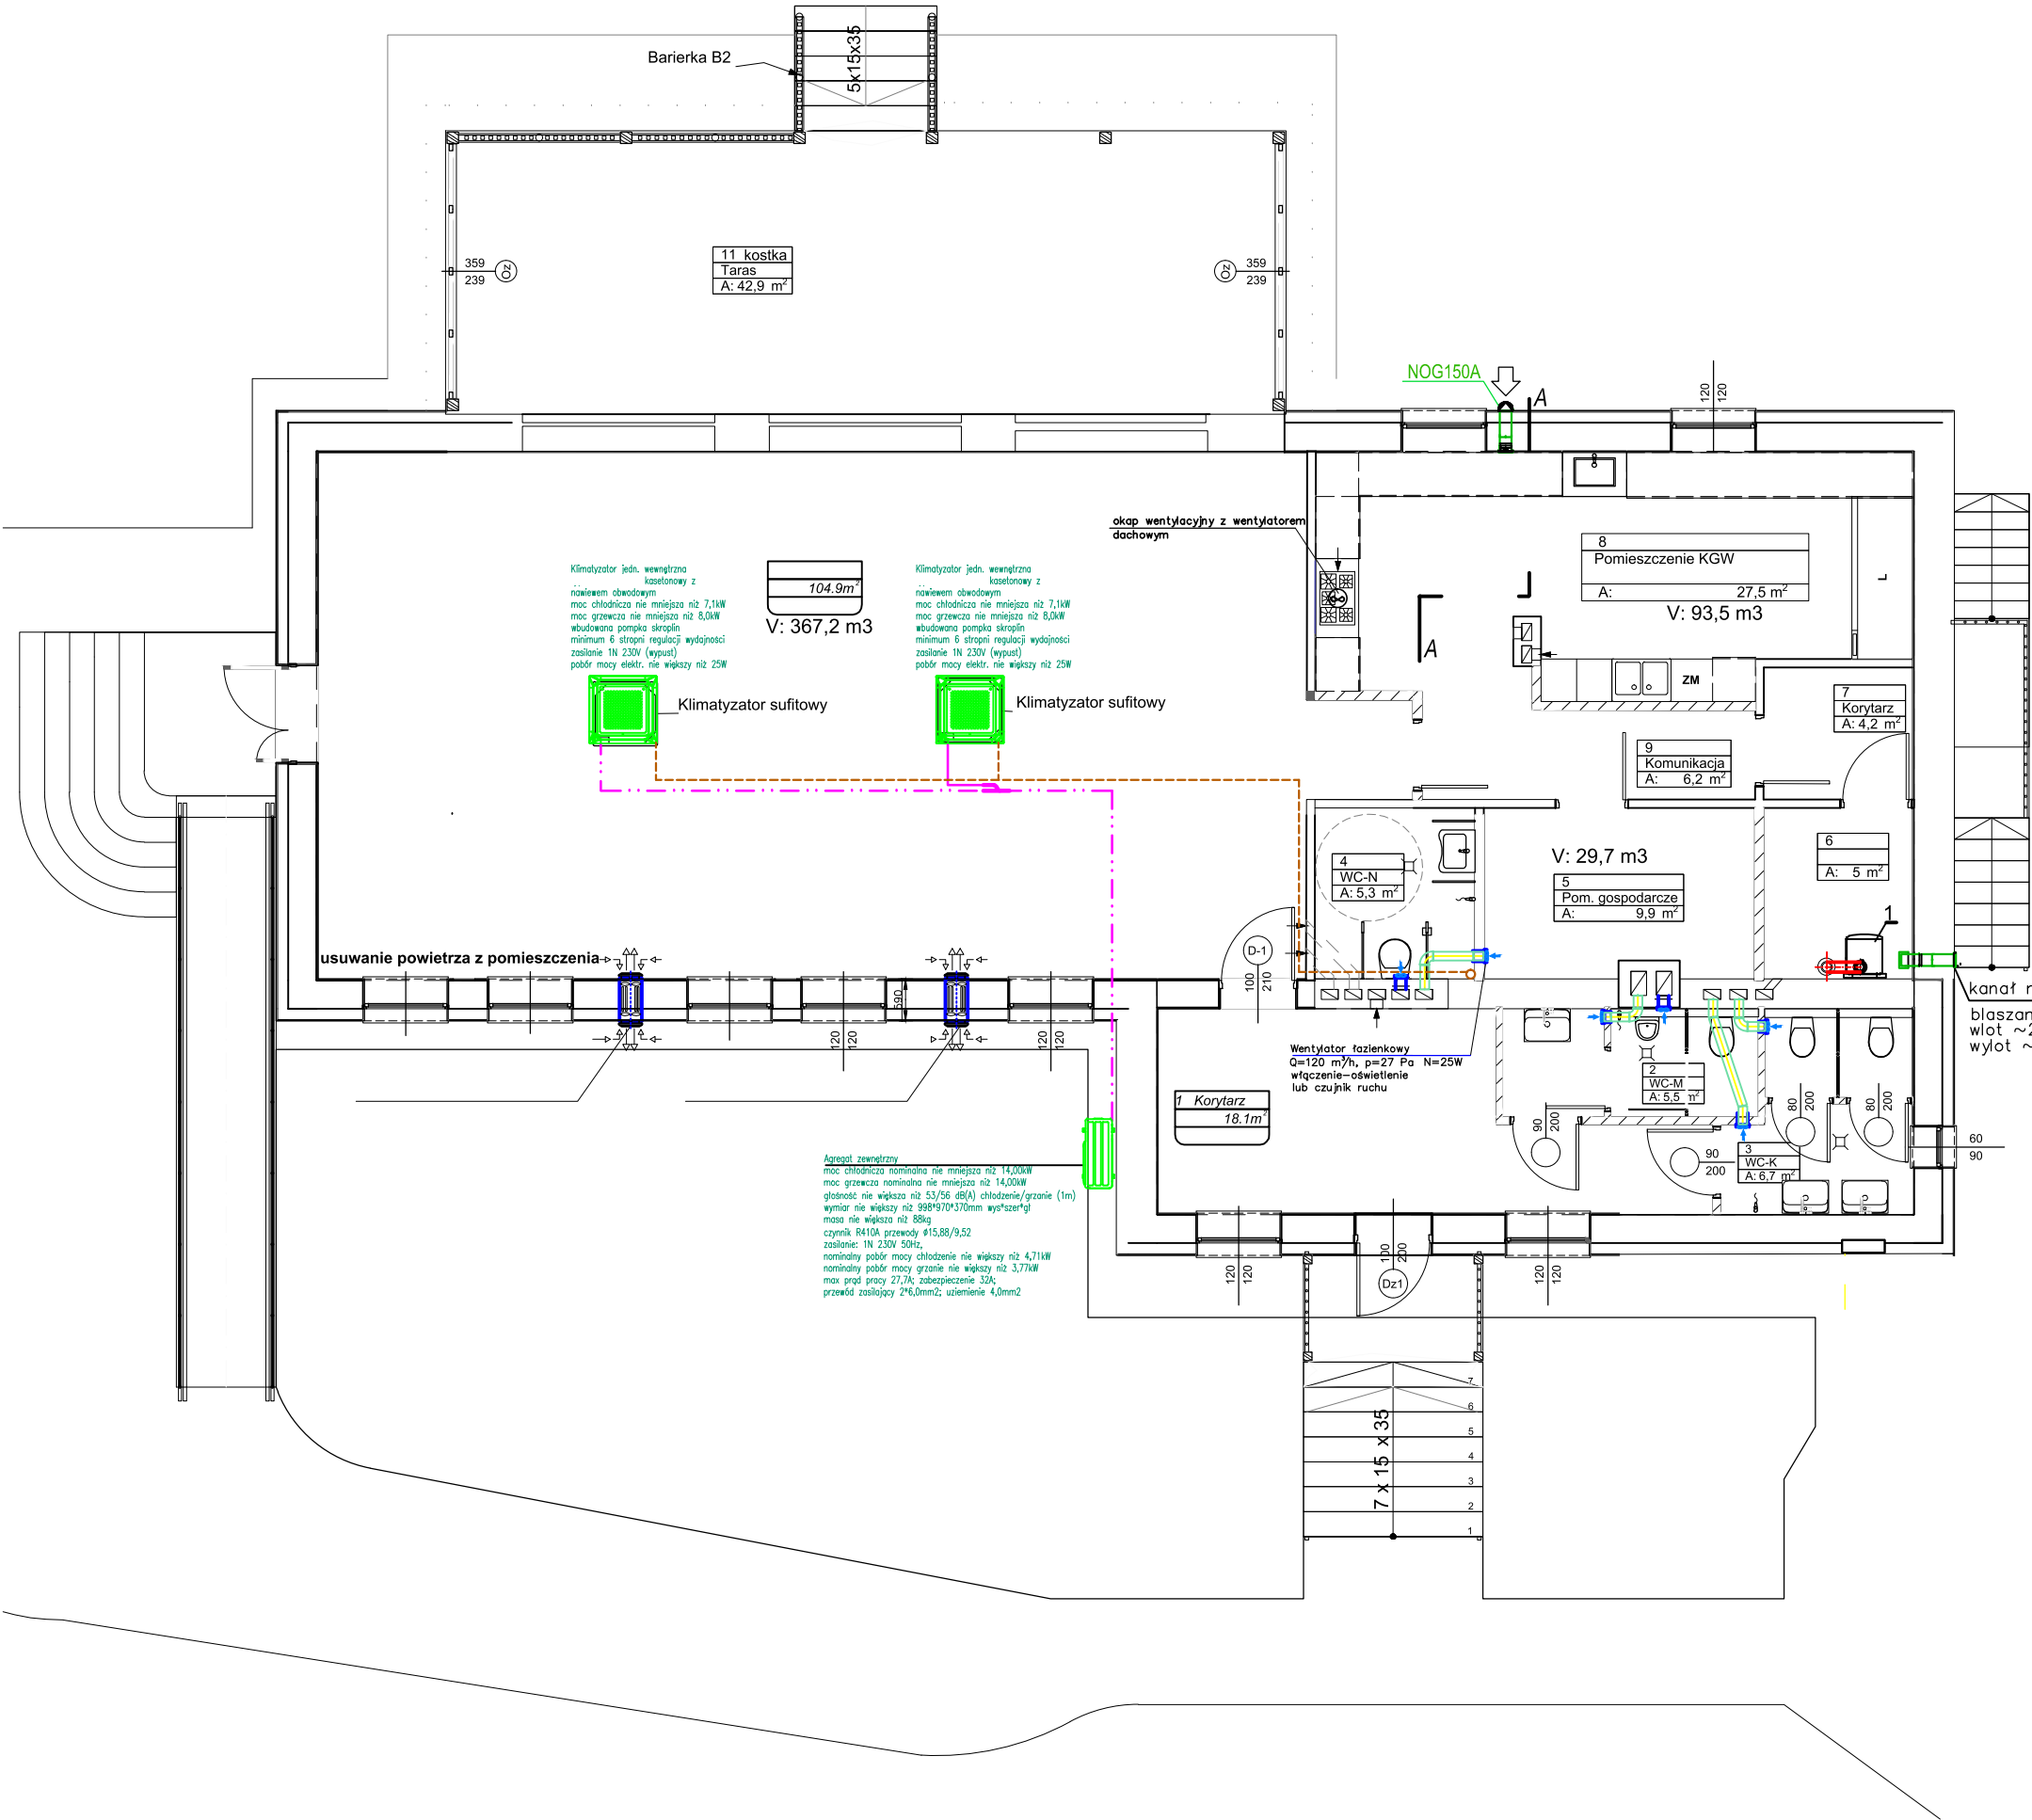 Barierka B2
5x15x35
11 kostka
Taras
A: 42,9 m²
359
239
Oz
Oz
359
239
NOG150A
A
120
120
okap wentylacyjny z wentylatorem
dachowym
8
Pomieszczenie KGW
A: 27,5 m²
V: 93,5 m3
L
A
ZM
Klimatyzator jedn. wewnętrzna
kasetonowy z
nawiewem obwodowym
moc chłodnicza nie mniejsza niż 7,1kW
moc grzewcza nie mniejsza niż 8,0kW
wbudowana pompka skroplin
minimum 6 stropni regulacji wydajności
zasilanie 1N 230V (wypust)
pobór mocy elektr. nie większy niż 25W
104.9m²
V: 367,2 m3
Klimatyzator jedn. wewnętrzna
kasetonowy z
nawiewem obwodowym
moc chłodnicza nie mniejsza niż 7,1kW
moc grzewcza nie mniejsza niż 8,0kW
wbudowana pompka skroplin
minimum 6 stropni regulacji wydajności
zasilanie 1N 230V (wypust)
pobór mocy elektr. nie większy niż 25W
Klimatyzator sufitowy
Klimatyzator sufitowy
7
Korytarz
A: 4,2 m²
9
Komunikacja
A: 6,2 m²
4
WC-N
A: 5,3 m²
V: 29,7 m3
5
Pom. gospodarcze
A: 9,9 m²
6
A: 5 m²
1
usuwanie powietrza z pomieszczenia
D-1
100
210
590
120
120
120
120
kanał n
blaszan
wlot ~2
wylot ~
Wentylator łazienkowy
Q=120 m³/h, p=27 Pa N=25W
włączenie-oświetlenie
lub czujnik ruchu
2
WC-M
A: 5,5 m²
1 Korytarz
18.1m²
90
200
90
200
80
200
80
200
3
WC-K
A: 6,7 m²
60
90
Agregat zewnętrzny
moc chłodnicza nominalna nie mniejsza niż 14,00kW
moc grzewcza nominalna nie mniejsza niż 14,00kW
głośność nie większa niż 53/56 dB(A) chłodzenie/grzanie (1m)
wymiar nie większy niż 998*970*370mm wys*szer*gł
masa nie większa niż 88kg
czynnik R410A przewody φ15,88/9,52
zasilanie: 1N 230V 50Hz,
nominalny pobór mocy chłodzenie nie większy niż 4,71kW
nominalny pobór mocy grzanie nie większy niż 3,77kW
max prąd pracy 27,7A; zabezpieczenie 32A;
przewód zasilający 2*6,0mm2; uziemienie 4,0mm2
120
120
100
200
Dz1
120
120
7 x 15 x 35
7
6
5
4
3
2
1